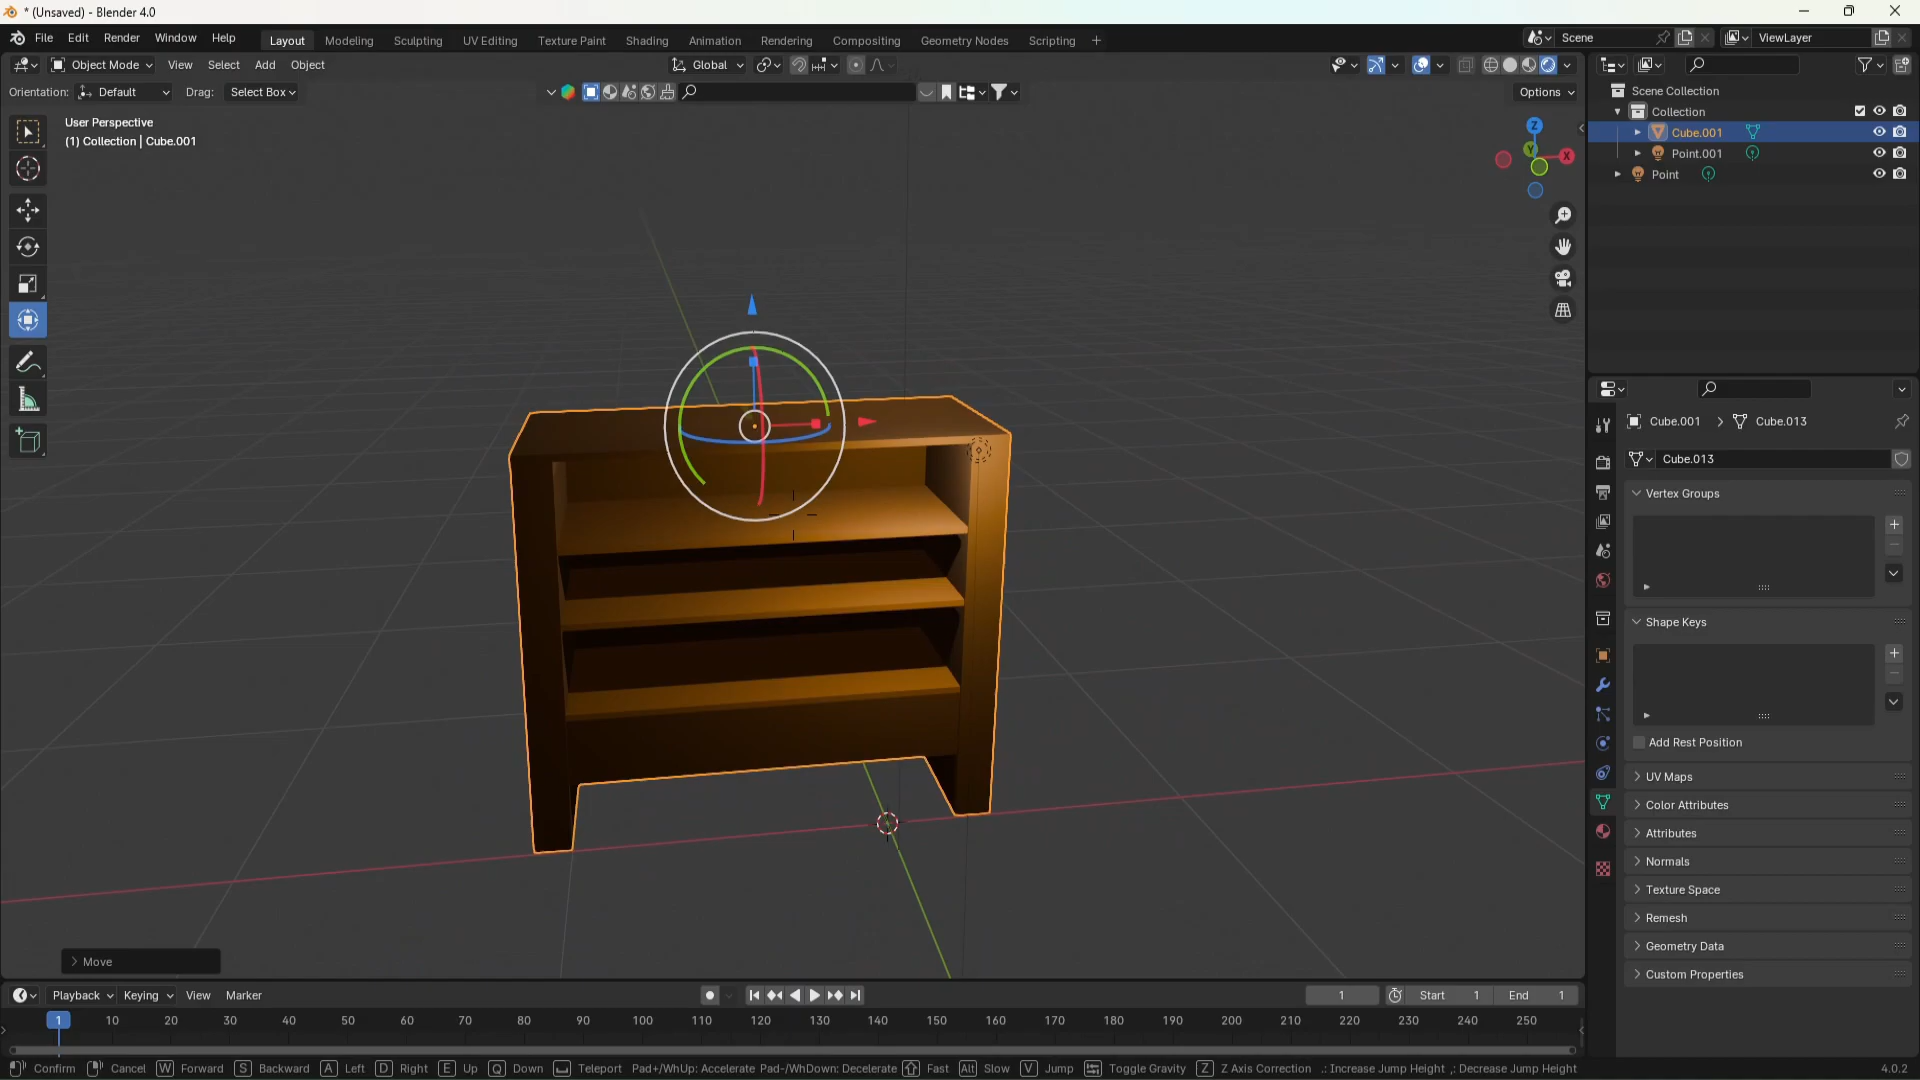 * (Unsaved) - Blender 4.0
File Edit Render Window Help
Layout Modeling Sculpting UV Editing Texture Paint Shading Animation Rendering Compositing Geometry Nodes Scripting +
Scene
ViewLayer
Object Mode View Select Add Object
Global
Orientation: Default Drag: Select Box
Options
User Perspective
(1) Collection | Cube.001
Z
Y
X
Scene Collection
Collection
Cube.001
Point.001
Point
Cube.001 > Cube.013
Cube.013
Vertex Groups
Shape Keys
Add Rest Position
UV Maps
Color Attributes
Attributes
Normals
Texture Space
Remesh
Geometry Data
Custom Properties
> Move
Playback Keying View Marker
1 Start 1 End 1
1 10 20 30 40 50 60 70 80 90 100 110 120 130 140 150 160 170 180 190 200 210 220 230 240 250
Confirm Cancel W Forward S Backward A Left D Right E Up Q Down Teleport Pad+/WhUp: Accelerate Pad-/WhDown: Decelerate Fast Alt Slow V Jump Toggle Gravity Z Z Axis Correction .: Increase Jump Height ,: Decrease Jump Height 4.0.2